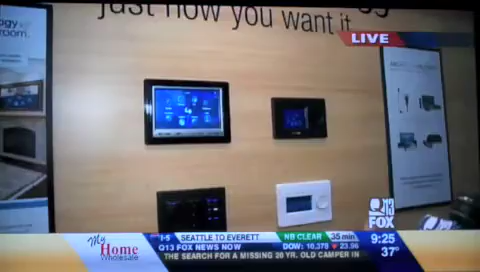 just how you want it
LIVE
room.
My Home Wholesale
I-5 SEATTLE TO EVERETT NB CLEAR 35 min
Q13 FOX NEWS NOW DOW: 10,378 23.96
THE SEARCH FOR A MISSING 20 YR. OLD CAMPER IN
Q13 FOX
9:25
37°